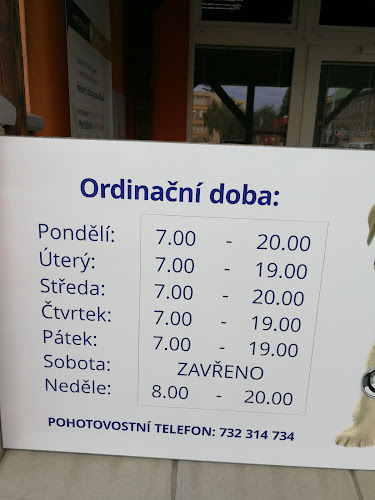 Ordinační doba:
Pondělí: 7.00 - 20.00
Úterý: 7.00 - 19.00
Středa: 7.00 - 20.00
Čtvrtek: 7.00 - 19.00
Pátek: 7.00 - 19.00
Sobota: ZAVŘENO
Neděle: 8.00 - 20.00
POHOTOVOSTNÍ TELEFON: 732 314 734